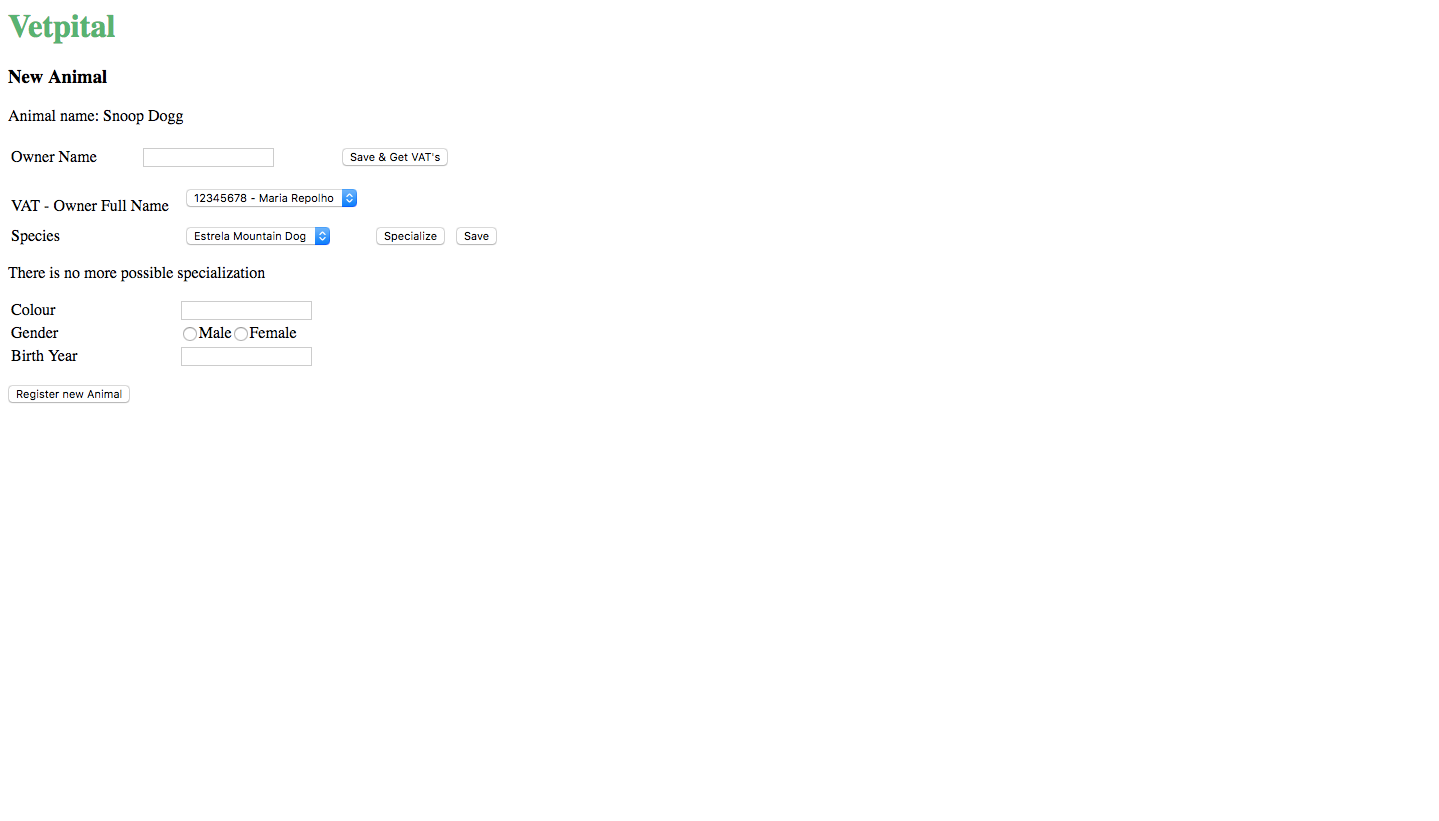 Vetpital
New Animal
Animal name: Snoop Dogg
Owner Name Save & Get VAT's
VAT - Owner Full Name 12345678 - Maria Repolho
Species Estrela Mountain Dog Specialize Save
There is no more possible specialization
Colour
Gender Male Female
Birth Year
Register new Animal